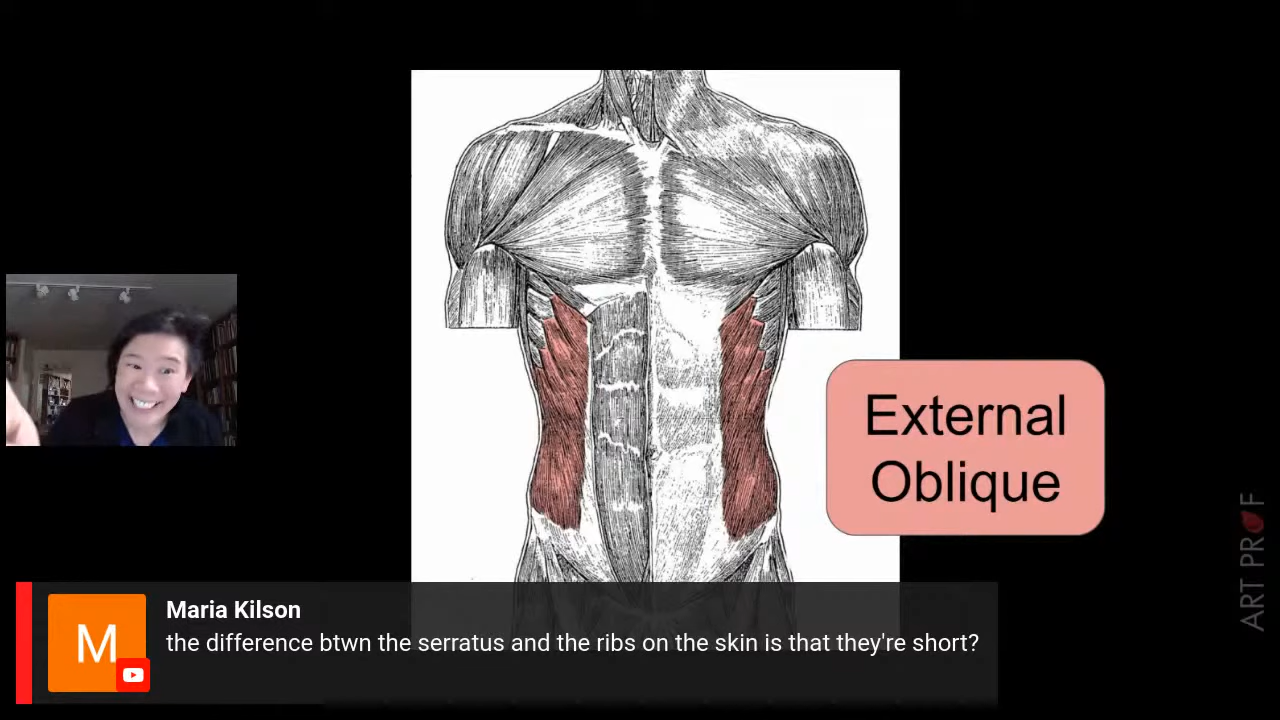 External
Oblique
Maria Kilson
M
the difference btwn the serratus and the ribs on the skin is that they're short?
ART PROF